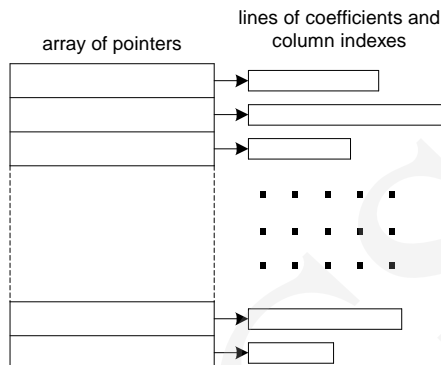 array of pointers
lines of coefficients and
column indexes